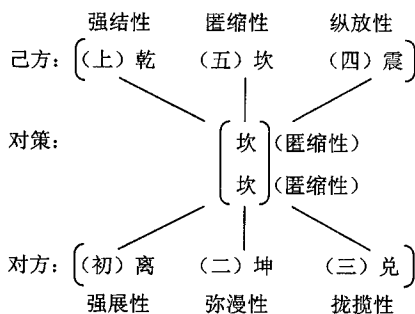 强结性 匿缩性 纵放性
己方：（上）乾 （五）坎 （四）震
对策： 坎（匿缩性）
坎（匿缩性）
对方：（初）离 （二）坤 （三）兑
强展性 弥漫性 拢揽性